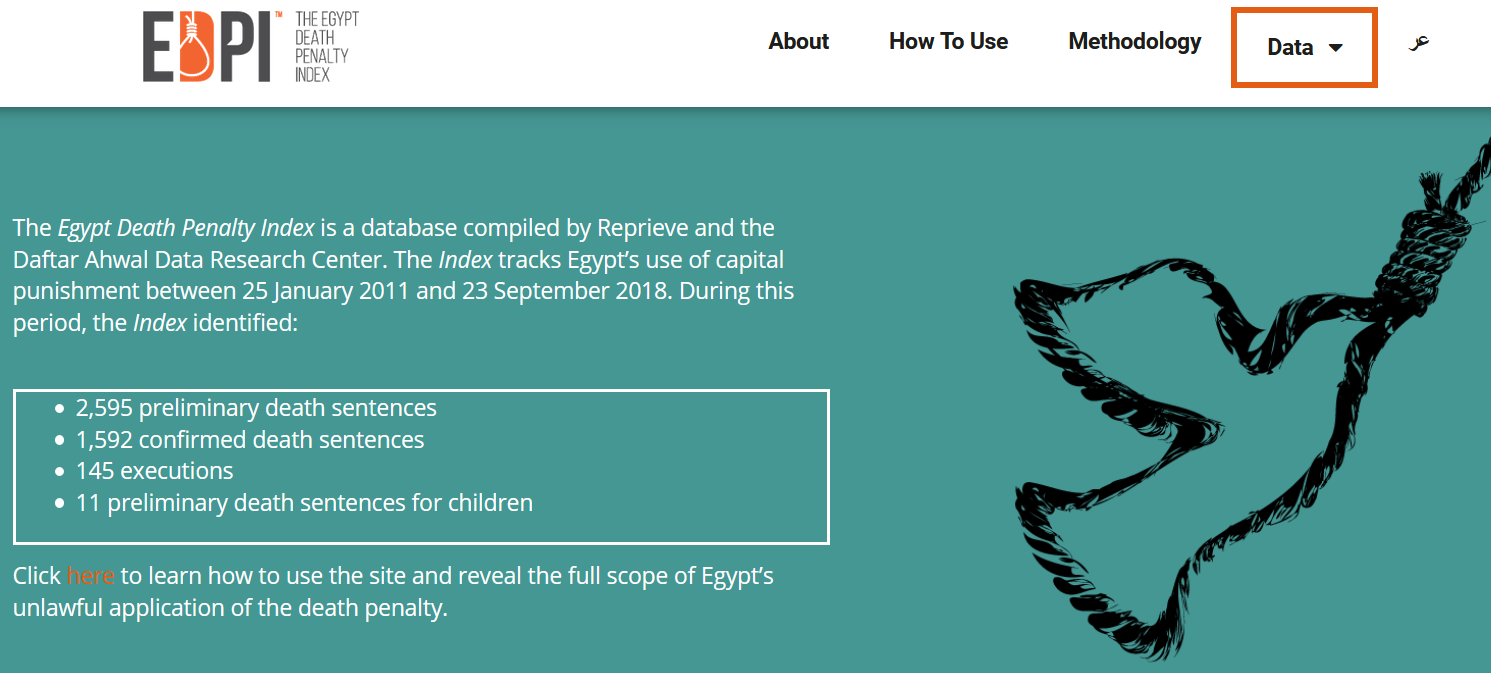 EDPI™
THE EGYPT
DEATH
PENALTY
INDEX
About
How To Use
Methodology
Data
عر
The Egypt Death Penalty Index is a database compiled by Reprieve and the
Daftar Ahwal Data Research Center. The Index tracks Egypt’s use of capital
punishment between 25 January 2011 and 23 September 2018. During this
period, the Index identified:
• 2,595 preliminary death sentences
• 1,592 confirmed death sentences
• 145 executions
• 11 preliminary death sentences for children
Click here to learn how to use the site and reveal the full scope of Egypt’s
unlawful application of the death penalty.